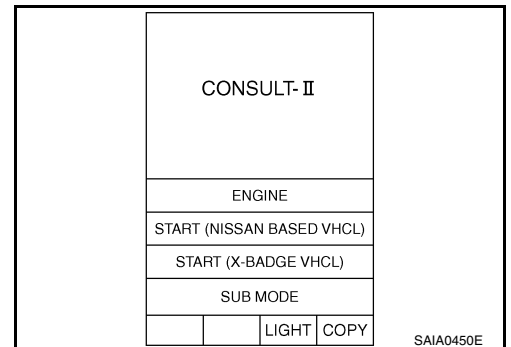 CONSULT-II
ENGINE
START (NISSAN BASED VHCL)
START (X-BADGE VHCL)
SUB MODE
LIGHT COPY
SAIA0450E